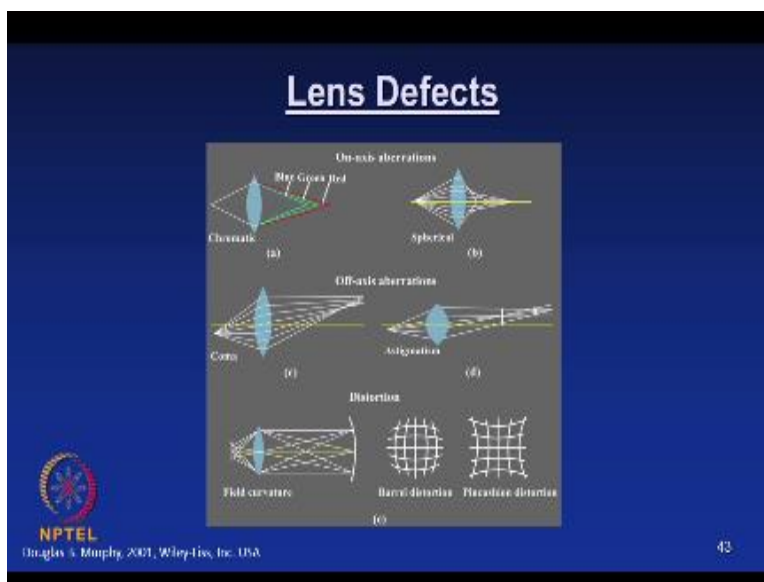 Lens Defects
On-axis aberrations
Blue Green Red
Chromatic
(a)
Spherical
(b)
Off-axis aberrations
Coma
(c)
Astigmatism
(d)
Distortion
Field curvature
Barrel distortion
Pincushion distortion
(e)
NPTEL
Douglas B. Murphy, 2001, Wiley-Liss, Inc. USA
43